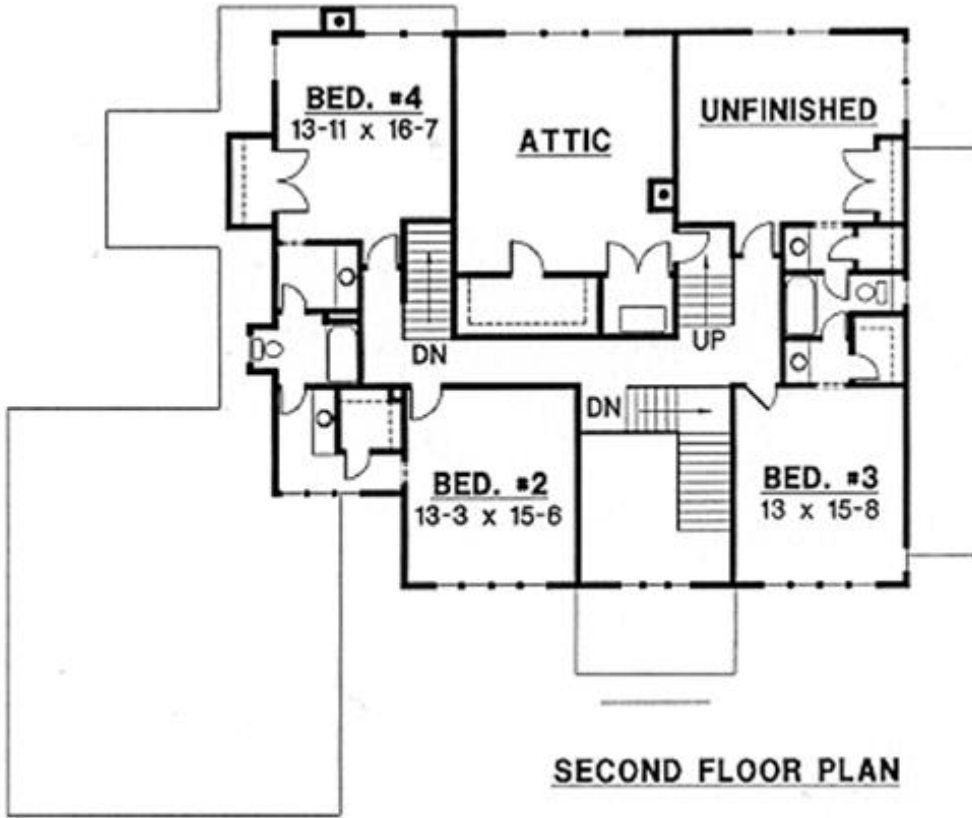 BED. #4
13-11 x 16-7
ATTIC
UNFINISHED
DN
UP
DN
BED. #2
13-3 x 15-6
BED. #3
13 x 15-8
SECOND FLOOR PLAN